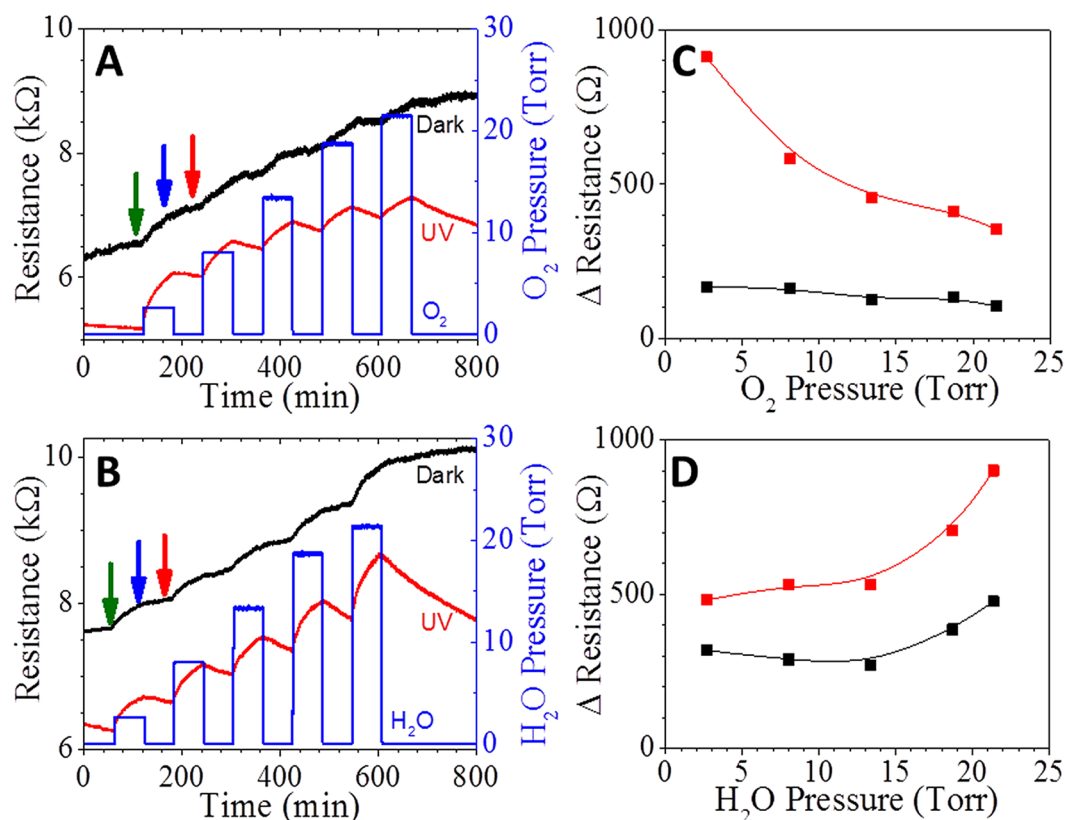 A
10
8
6
Resistance (kΩ)
0 200 400 600 800
Time (min)
30
20
10
0
O₂ Pressure (Torr)
Dark
UV
O₂
C
1000
500
0
Δ Resistance (Ω)
0 5 10 15 20 25
O₂ Pressure (Torr)
B
10
8
6
Resistance (kΩ)
0 200 400 600 800
Time (min)
30
20
10
0
H₂O Pressure (Torr)
Dark
UV
H₂O
D
1000
500
0
Δ Resistance (Ω)
0 5 10 15 20 25
H₂O Pressure (Torr)